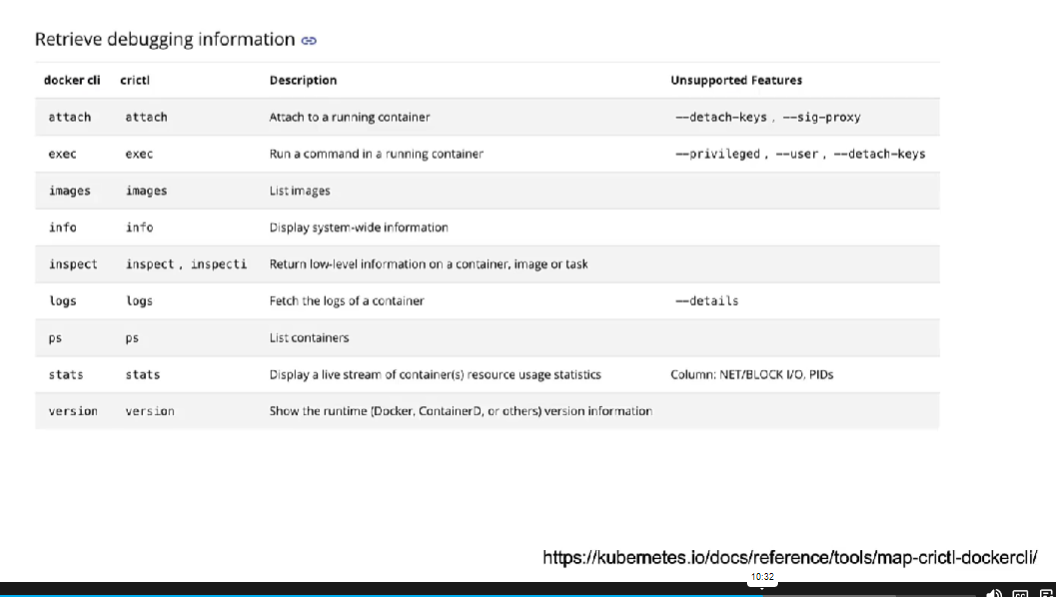 Retrieve debugging information
docker cli crictl Description Unsupported Features
attach attach Attach to a running container —detach-keys , —sig-proxy
exec exec Run a command in a running container —privileged , —user , —detach-keys
images images List images
info info Display system-wide information
inspect inspect , inspecti Return low-level information on a container, image or task
logs logs Fetch the logs of a container —details
ps ps List containers
stats stats Display a live stream of container(s) resource usage statistics Column: NET/BLOCK I/O, PIDs
version version Show the runtime (Docker, ContainerD, or others) version information
https://kubernetes.io/docs/reference/tools/map-crictl-dockercli/
10:32